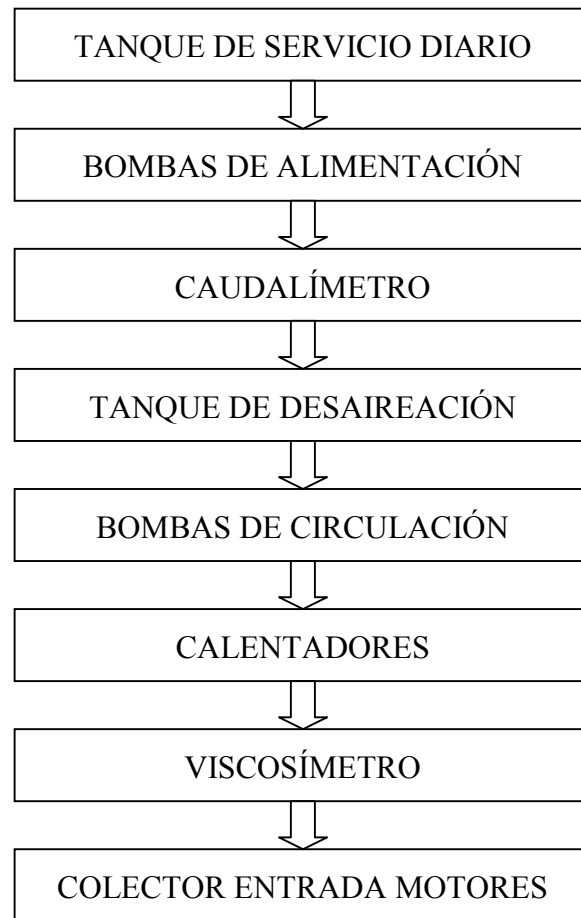 TANQUE DE SERVICIO DIARIO
BOMBAS DE ALIMENTACIÓN
CAUDALÍMETRO
TANQUE DE DESAIREACIÓN
BOMBAS DE CIRCULACIÓN
CALENTADORES
VISCOSÍMETRO
COLECTOR ENTRADA MOTORES